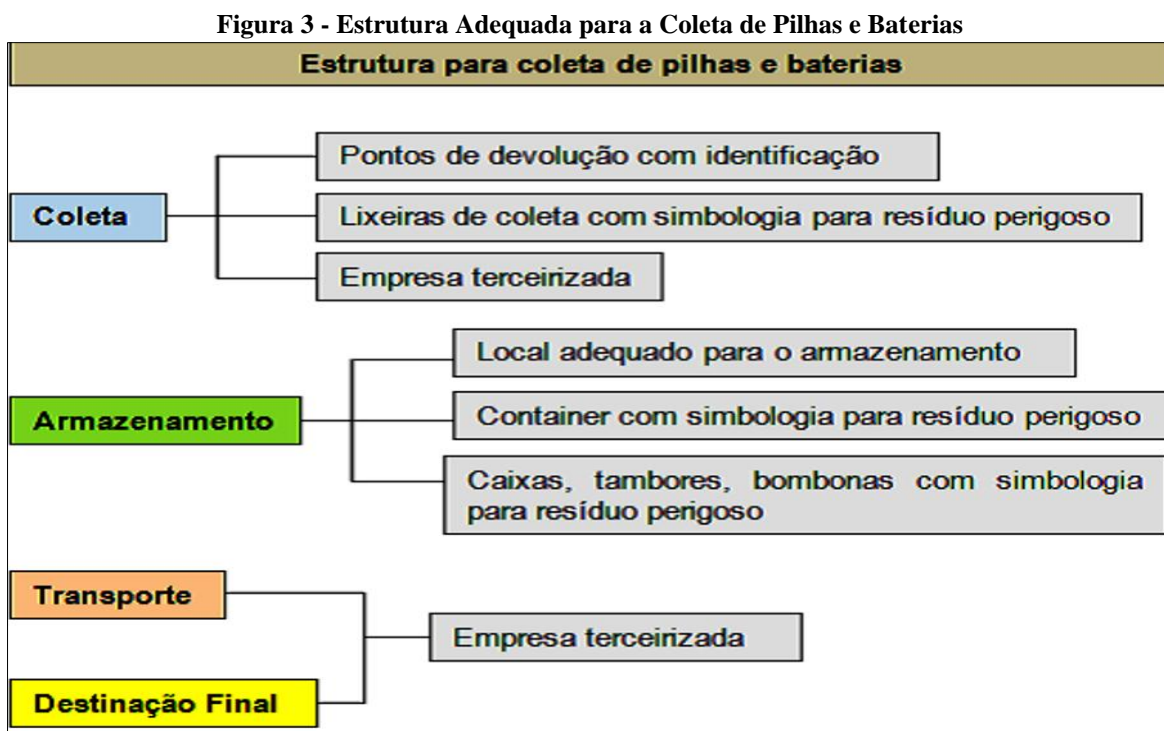 Figura 3 - Estrutura Adequada para a Coleta de Pilhas e Baterias
Estrutura para coleta de pilhas e baterias
Pontos de devolução com identificação
Coleta
Lixeiras de coleta com simbologia para resíduo perigoso
Empresa terceirizada
Local adequado para o armazenamento
Armazenamento
Container com simbologia para resíduo perigoso
Caixas, tambores, bombonas com simbologia
para resíduo perigoso
Transporte
Empresa terceirizada
Destinação Final